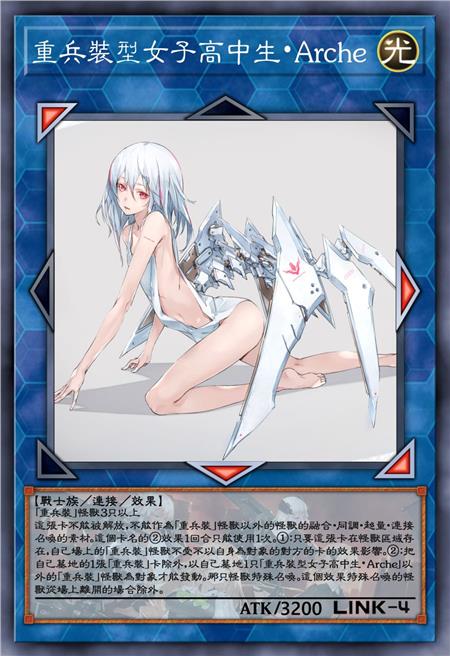 重兵裝型女子高中生·Arche 光
【戰士族／連接／效果】
「重兵裝」怪獸3只以上
這張卡不能被解放,不能作為「重兵裝」怪獸以外的怪獸的融合·同調·超量·連接
召喚的素材。這個卡名的②效果1回合只能使用1次。①:只要這張卡在怪獸區域存
在,自己場上的「重兵裝」怪獸不受不以自身為對象的對方的卡的效果影響。②:把
自己墓地的1張「重兵裝」卡除外,以自己墓地1只「重兵裝型女子高中生·Arche」以
外的「重兵裝」怪獸為對象才能發動。那只怪獸特殊召喚。這個效果特殊召喚的怪
獸從場上離開的場合除外。
ATK/3200 LINK-4